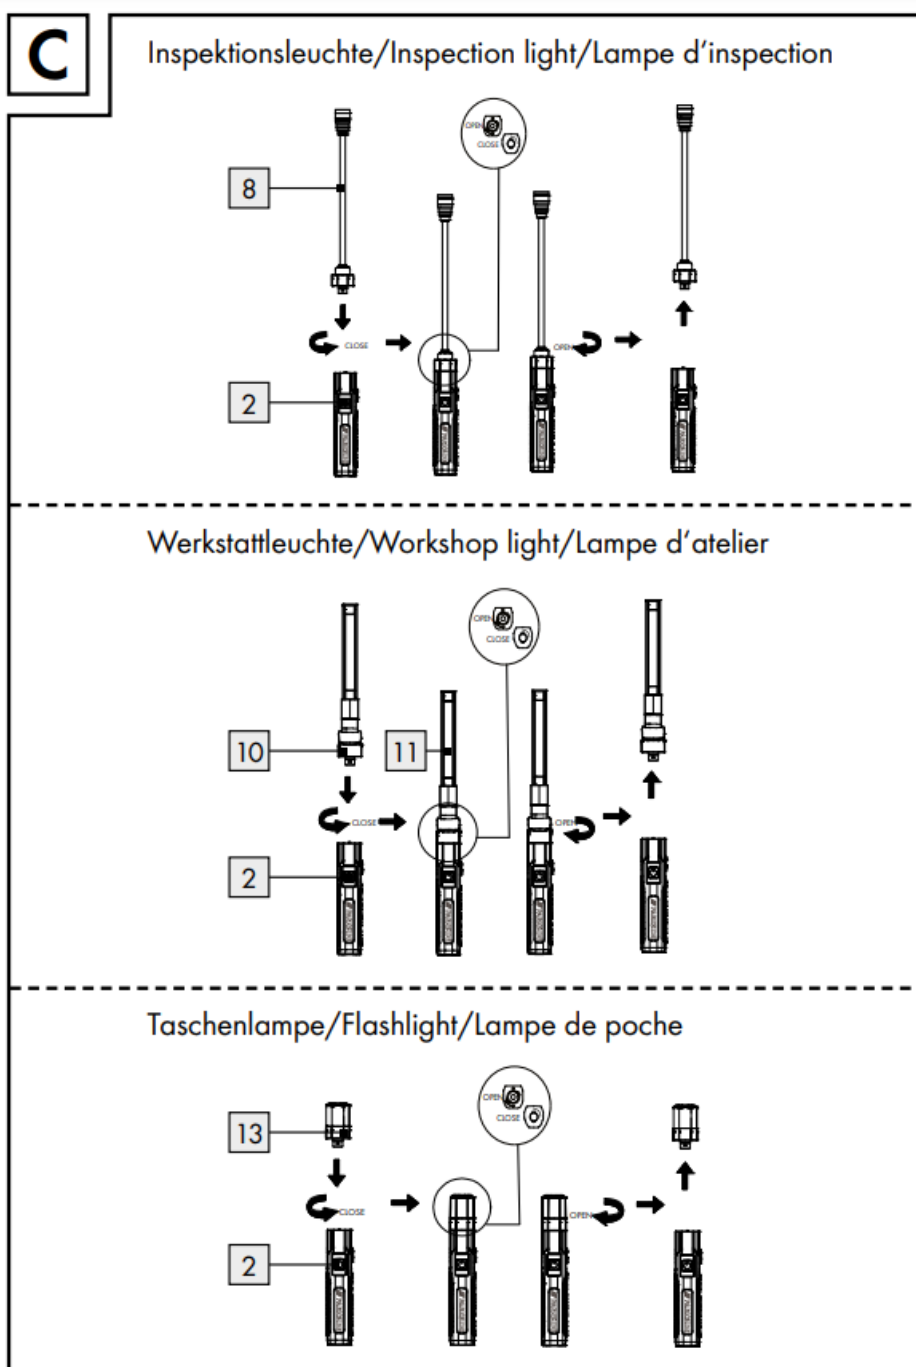 C
Inspektionsleuchte/Inspection light/Lampe d'inspection
OPEN
CLOSE
8
CLOSE
OPEN
2
Werkstattleuchte/Workshop light/Lampe d'atelier
OPEN
CLOSE
10
11
CLOSE
OPEN
2
Taschenlampe/Flashlight/Lampe de poche
OPEN
CLOSE
13
CLOSE
OPEN
2